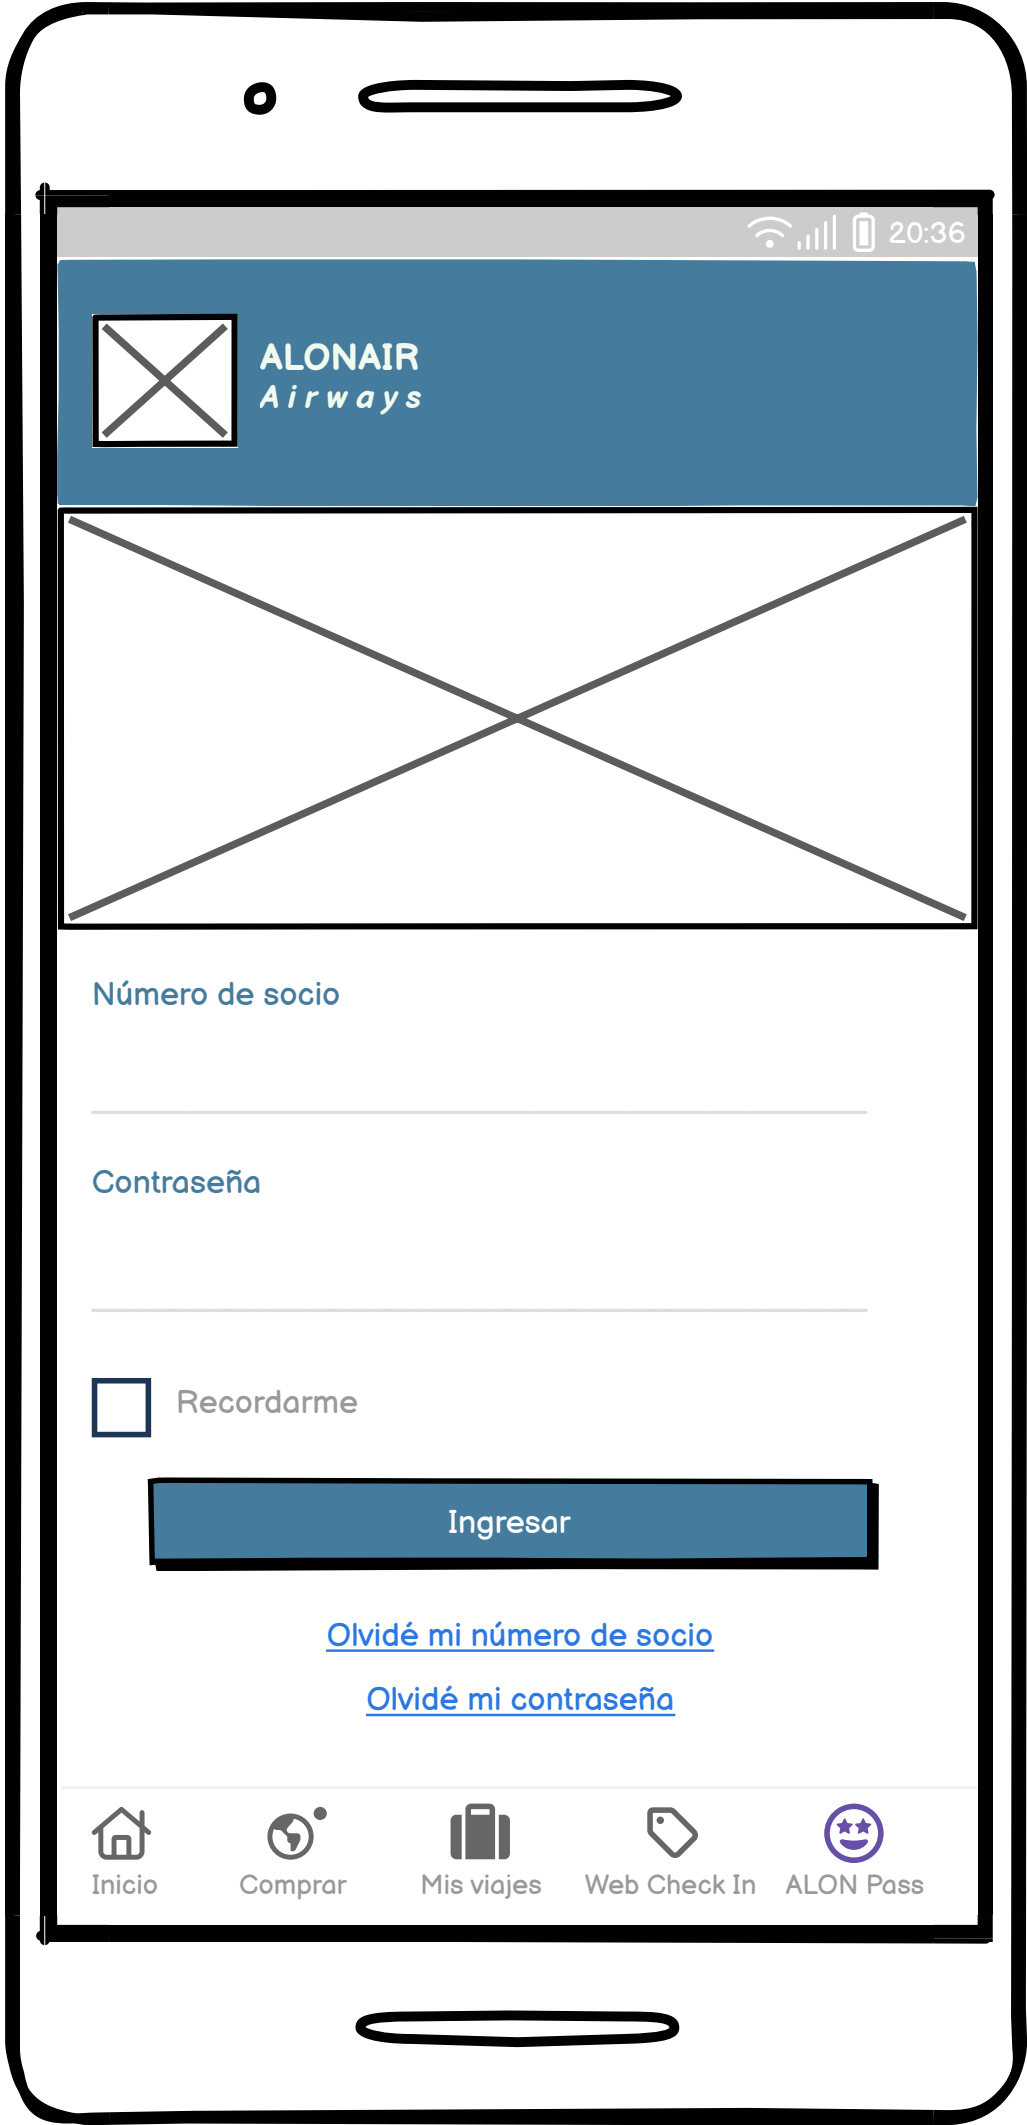 20:36
ALONAIR
Airways
Número de socio
Contraseña
Recordarme
Ingresar
Olvidé mi número de socio
Olvidé mi contraseña
Inicio Comprar Mis viajes Web Check In ALON Pass